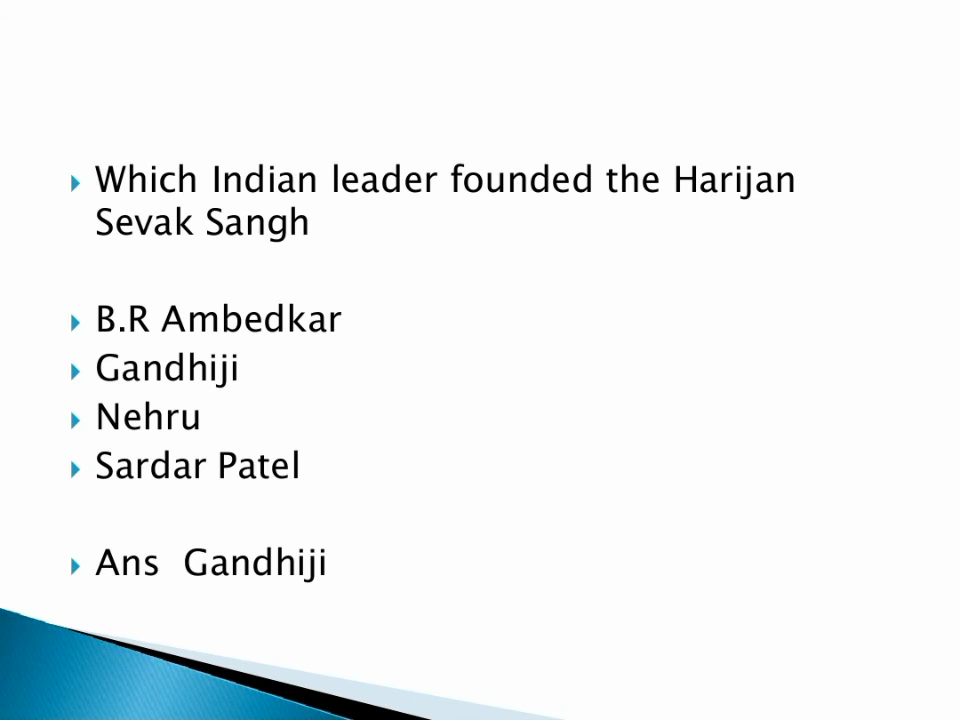 Which Indian leader founded the Harijan
Sevak Sangh
B.R Ambedkar
Gandhiji
Nehru
Sardar Patel
Ans  Gandhiji